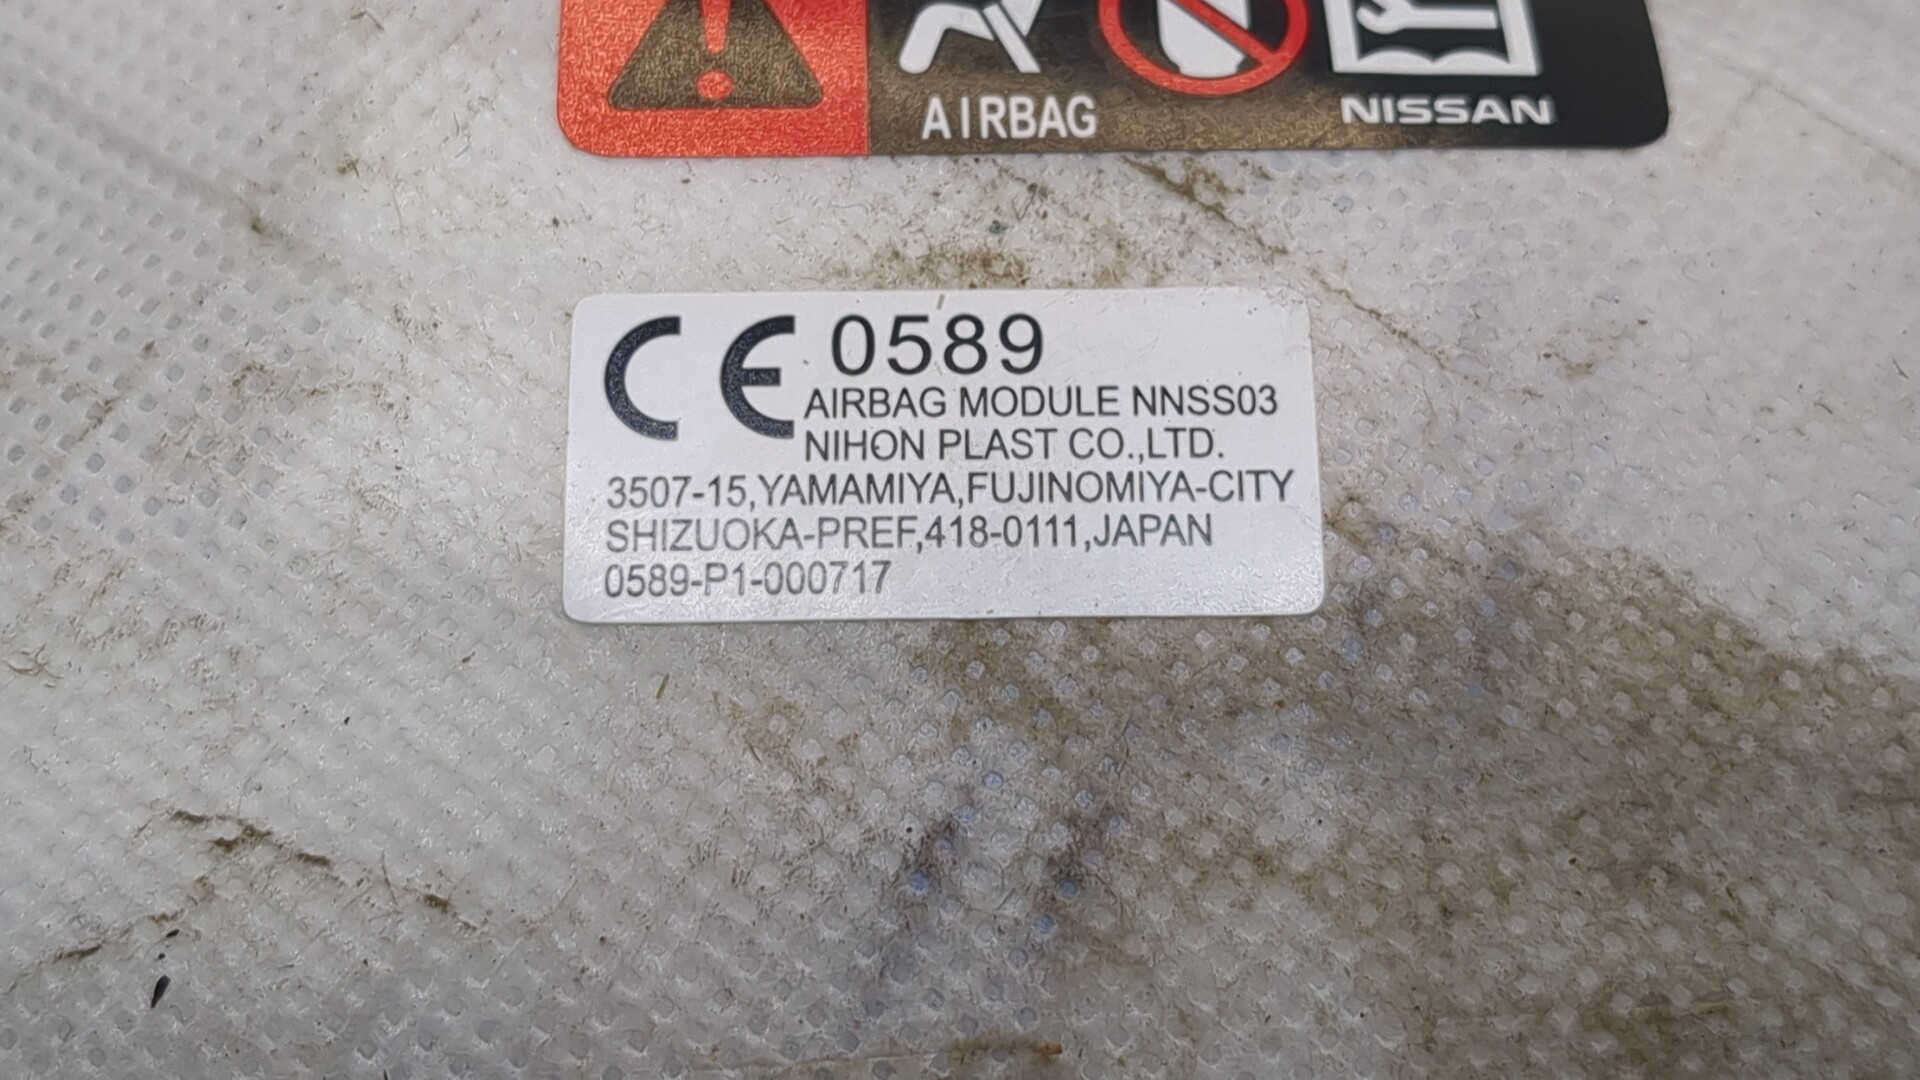 AIRBAG
NISSAN
CE 0589
AIRBAG MODULE NNSS03
NIHON PLAST CO.,LTD.
3507-15,YAMAMIYA,FUJINOMIYA-CITY
SHIZUOKA-PREF,418-0111,JAPAN
0589-P1-000717